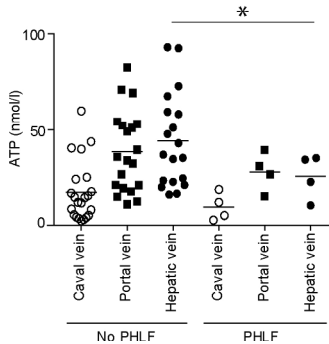 *
100
50
0
ATP (nmol/l)
Caval vein
Portal vein
Hepatic vein
Caval vein
Portal vein
Hepatic vein
No PHLF
PHLF